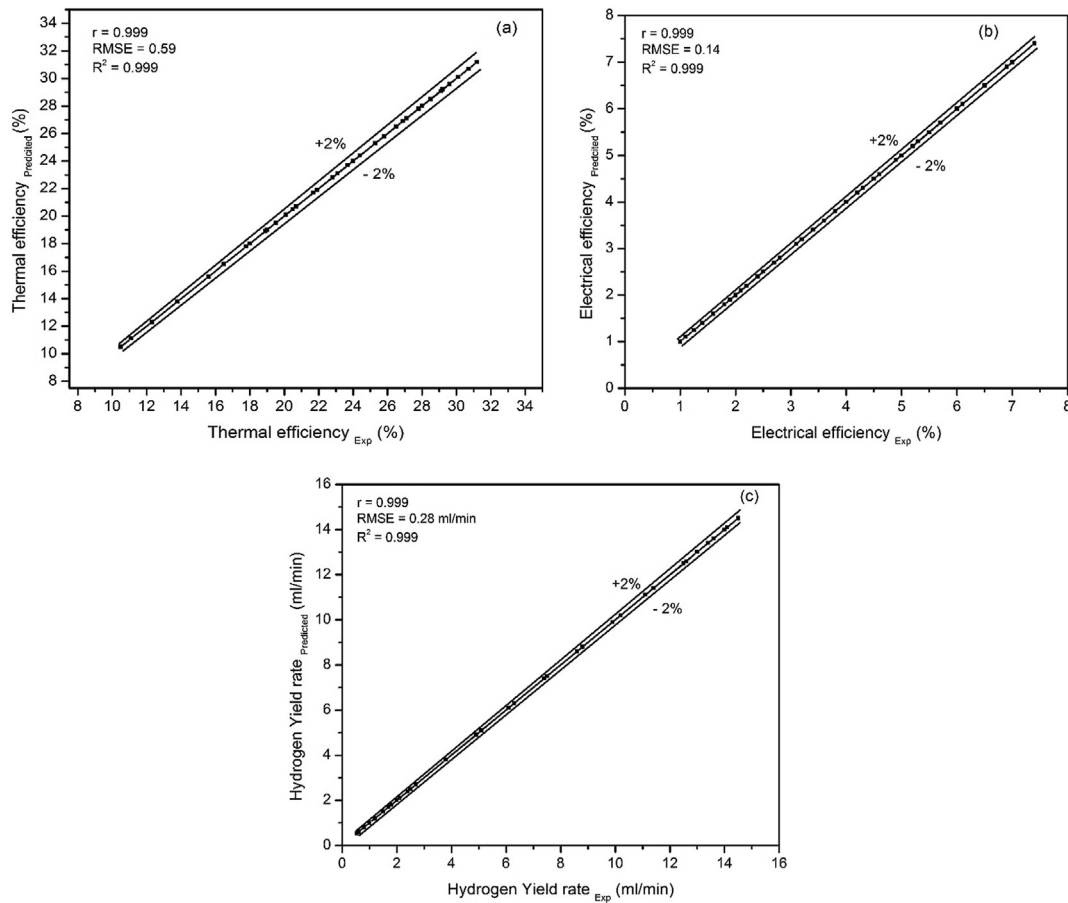 (a)
r = 0.999
RMSE = 0.59
R² = 0.999
+2%
- 2%
34
32
30
28
26
24
22
20
18
16
14
12
10
8
Thermal efficiency Predcited (%)
8 10 12 14 16 18 20 22 24 26 28 30 32 34
Thermal efficiency Exp (%)
(b)
r = 0.999
RMSE = 0.14
R² = 0.999
+2%
- 2%
8
7
6
5
4
3
2
1
0
Electrical efficiency Predcited (%)
0 1 2 3 4 5 6 7 8
Electrical efficiency Exp (%)
(c)
r = 0.999
RMSE = 0.28 ml/min
R² = 0.999
+2%
- 2%
16
14
12
10
8
6
4
2
0
Hydrogen Yield rate Predicted (ml/min)
0 2 4 6 8 10 12 14 16
Hydrogen Yield rate Exp (ml/min)